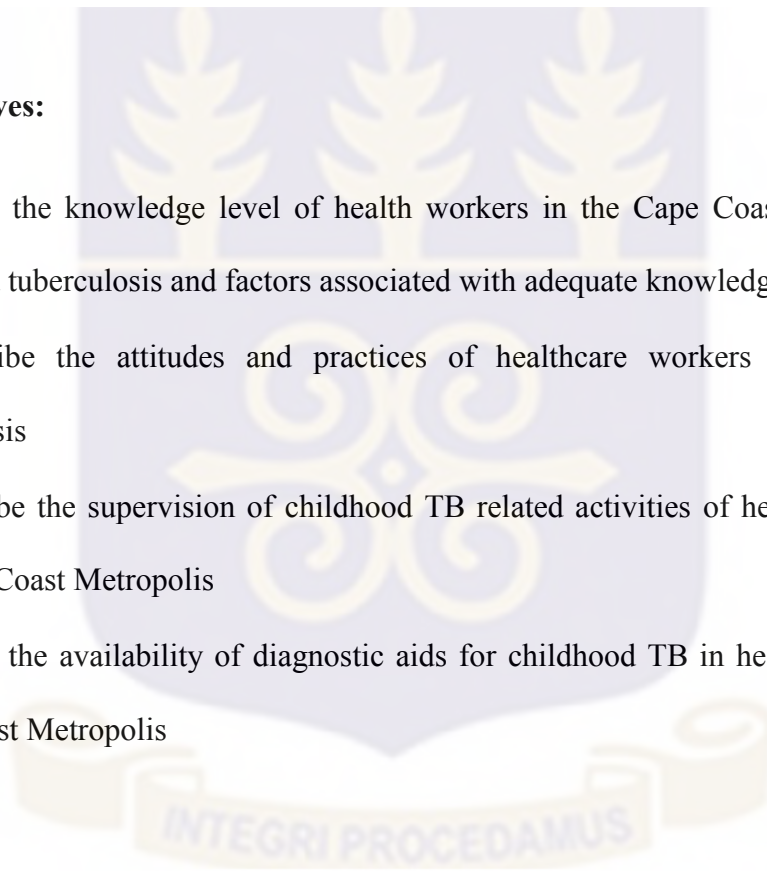 ves:
the knowledge level of health workers in the Cape Coas
tuberculosis and factors associated with adequate knowledg
ibe the attitudes and practices of healthcare workers
sis
be the supervision of childhood TB related activities of he
Coast Metropolis
the availability of diagnostic aids for childhood TB in he
st Metropolis
INTEGRI PROCEDAMUS